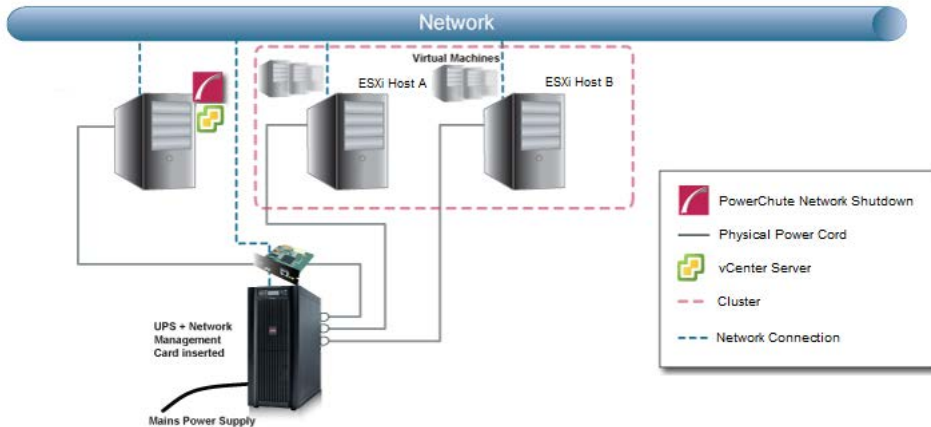 Network
Virtual Machines
ESXi Host A
ESXi Host B
PowerChute Network Shutdown
Physical Power Cord
vCenter Server
Cluster
Network Connection
UPS + Network
Management
Card inserted
Mains Power Supply